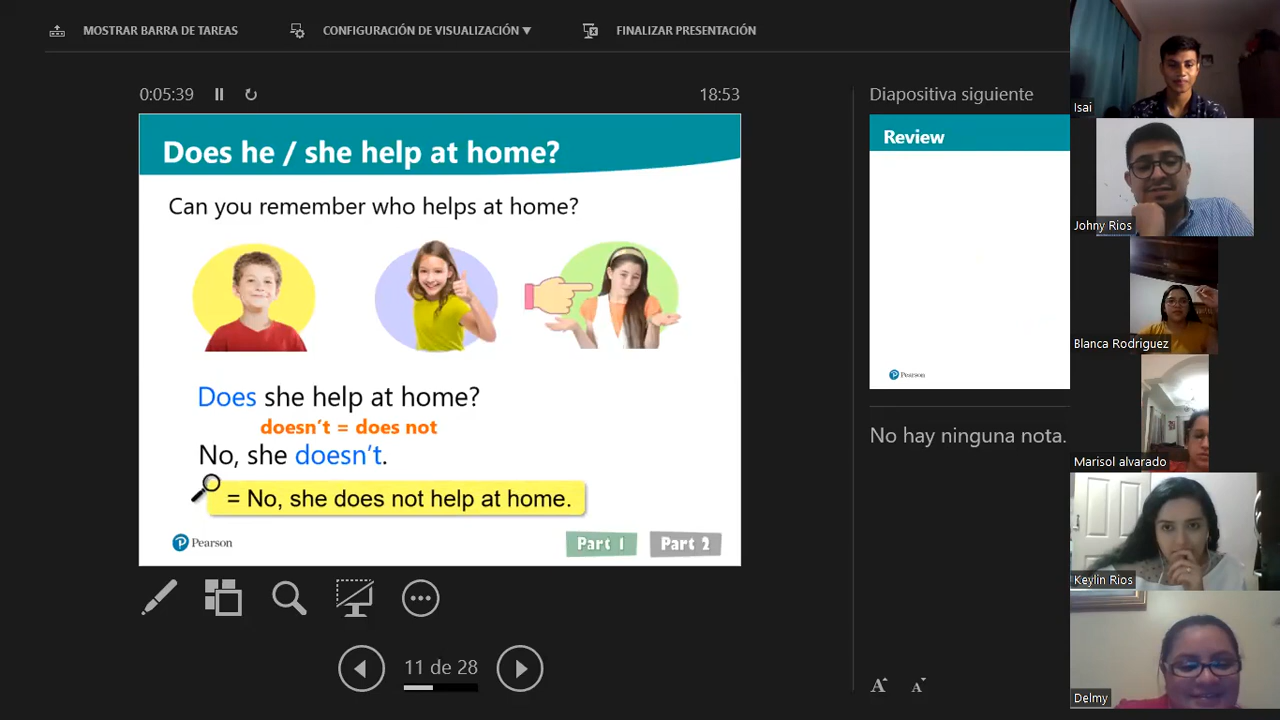 MOSTRAR BARRA DE TAREAS
CONFIGURACIÓN DE VISUALIZACIÓN ▼
FINALIZAR PRESENTACIÓN
0:05:39
18:53
Does he / she help at home?
Can you remember who helps at home?
Does she help at home?
doesn't = does not
No, she doesn't.
= No, she does not help at home.
Pearson
Part 1
Part 2
11 de 28
Diapositiva siguiente
Review
Pearson
No hay ninguna nota.
A
A
Isai
Johny Rios
Blanca Rodriguez
Marisol alvarado
Keylin Rios
Delmy